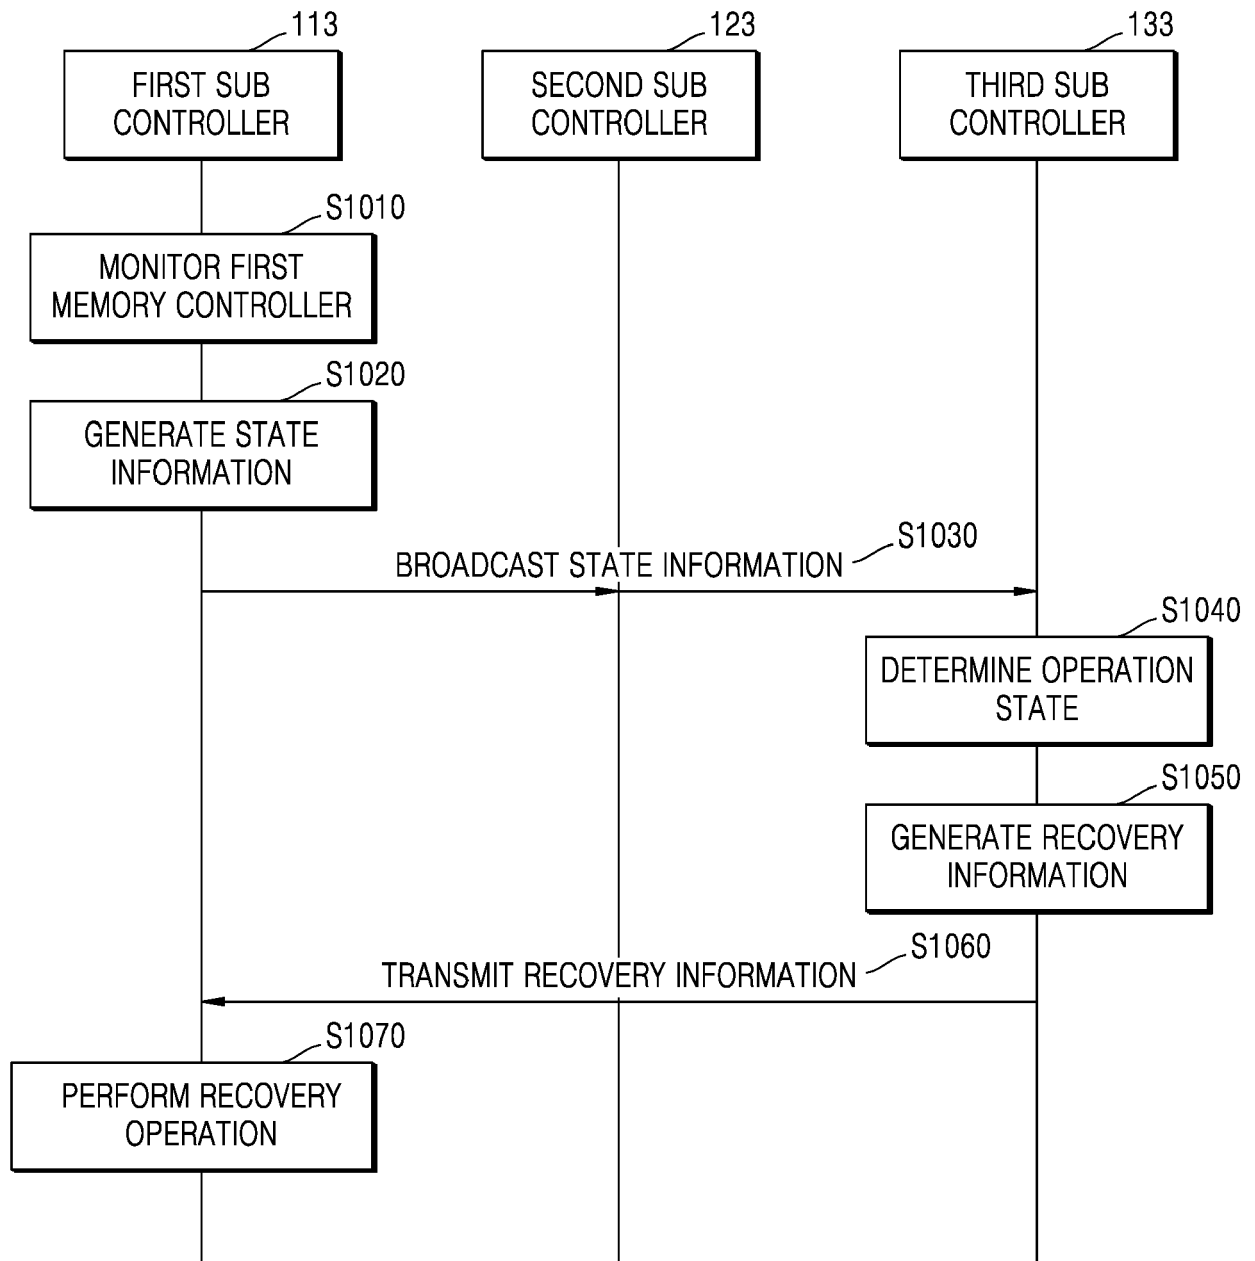 113
123
133
FIRST SUB
CONTROLLER
SECOND SUB
CONTROLLER
THIRD SUB
CONTROLLER
S1010
MONITOR FIRST
MEMORY CONTROLLER
S1020
GENERATE STATE
INFORMATION
S1030
BROADCAST STATE INFORMATION
S1040
DETERMINE OPERATION
STATE
S1050
GENERATE RECOVERY
INFORMATION
S1060
TRANSMIT RECOVERY INFORMATION
S1070
PERFORM RECOVERY
OPERATION